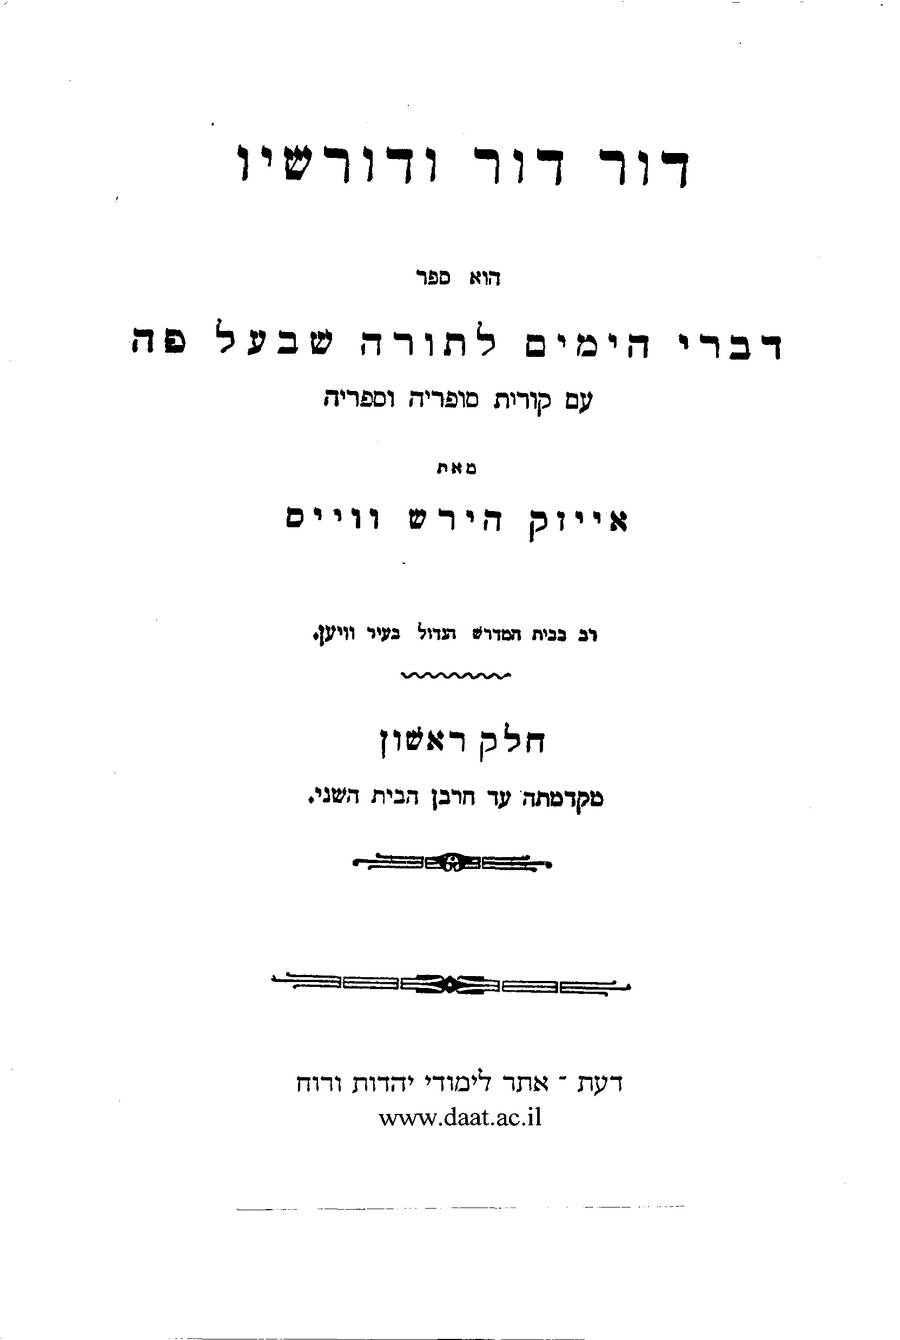 דור דור ודורשיו
הוא ספר
דברי הימים לתורה שבעל פה
עם קורית סופריה וספריה
מאת
אייזק הירש ווייס
רב בבית המדרש הגדול בעיר וויען.
חלק ראשון
מקדמתה עד חרבן הבית השני.
דעת - אתר לימודי יהדות ורוח
www.daat.ac.il